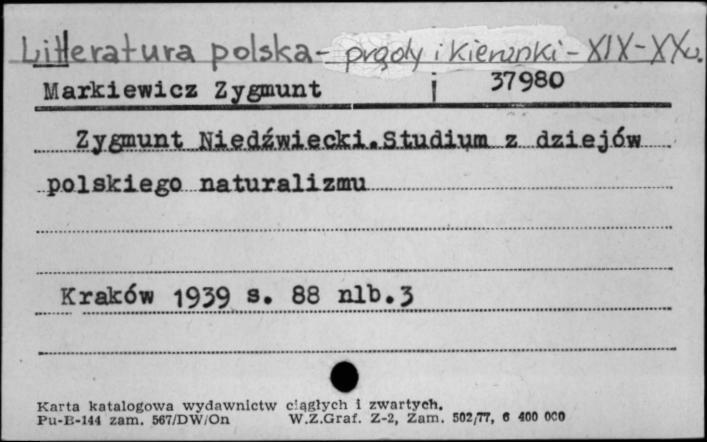 Litteratura polska - prądy i kierunki - XIX-XXw.
Markiewicz Zygmunt i 37980
Zygmunt Niedźwiecki.Studium z dziejów
polskiego naturalizmu
Kraków 1939 s. 88 nlb.3
Karta katalogowa wydawnictw ciągłych i zwartych.
Pu-B-144 zam. 567/DW/On W.Z.Graf. Z-2, Zam. 502/77, 6 400 000